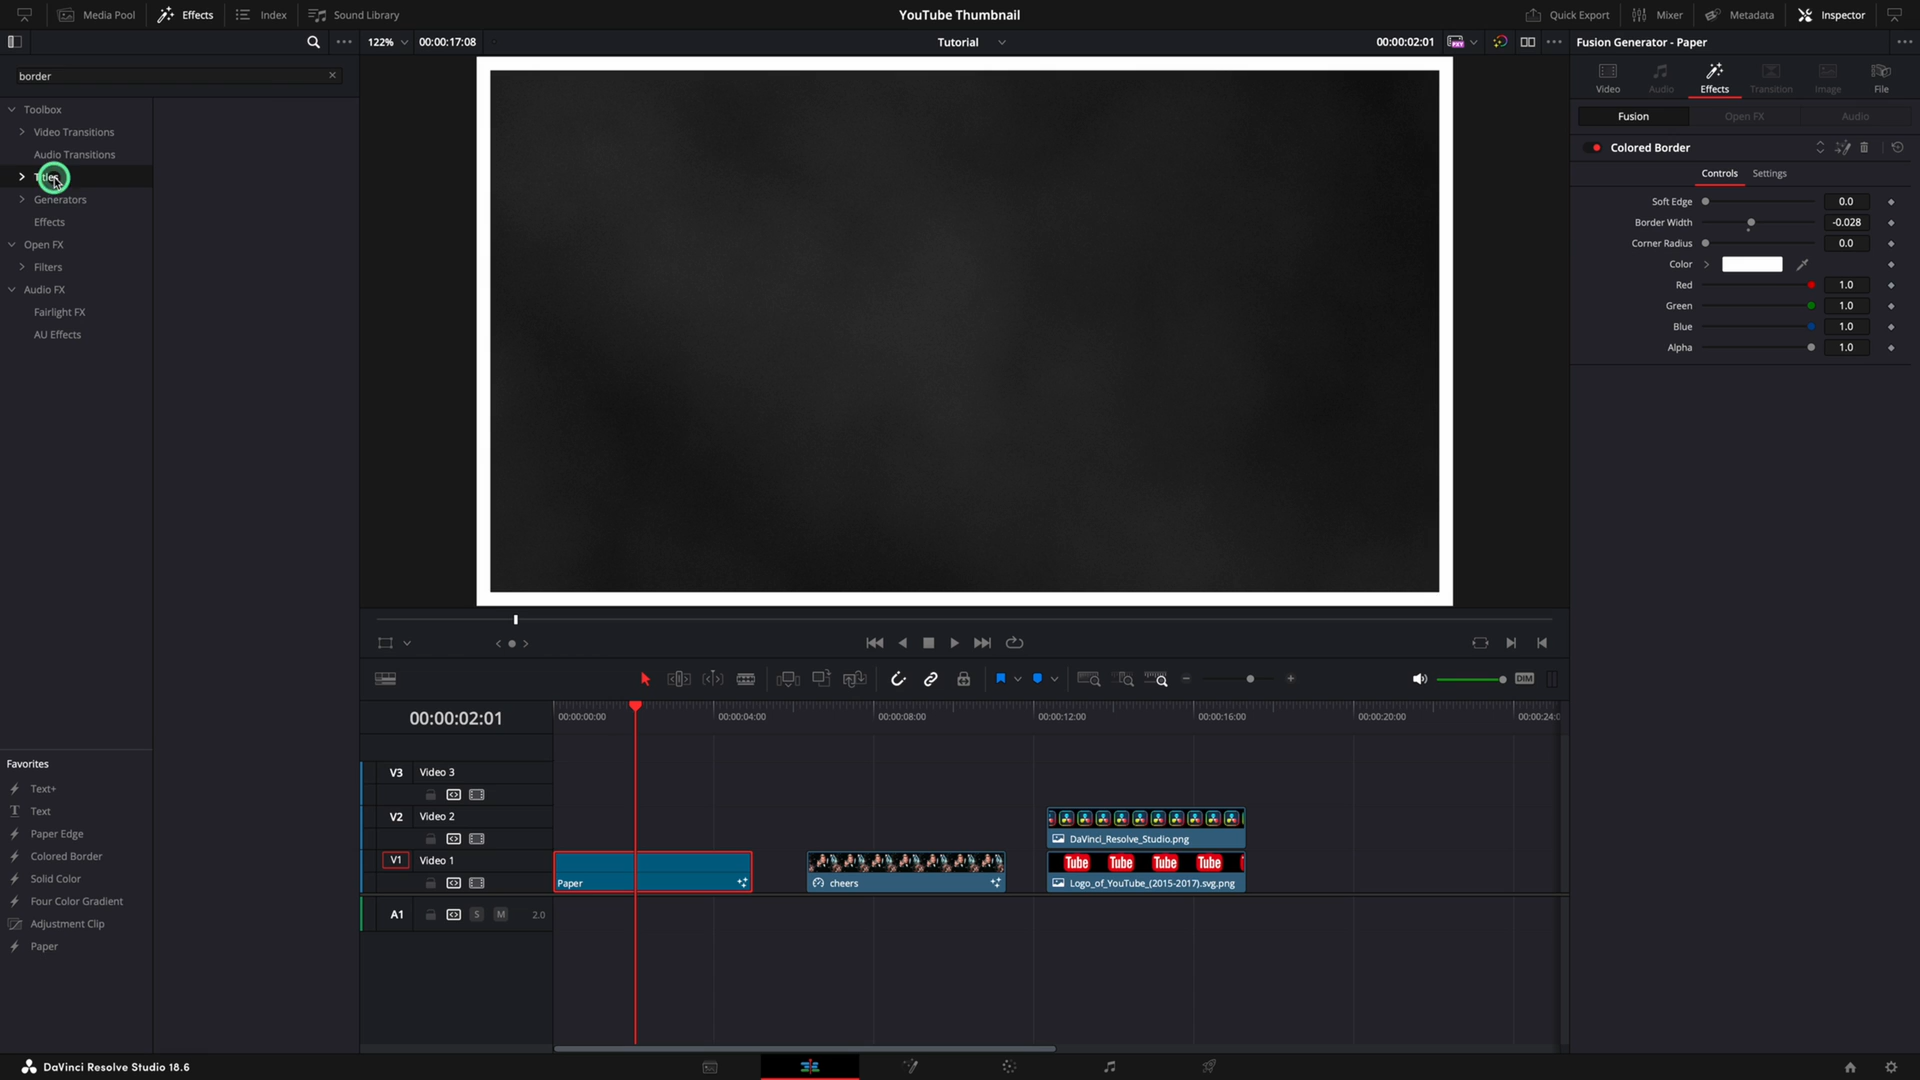 Media Pool
Effects
Index
Sound Library
YouTube Thumbnail
Quick Export
Mixer
Metadata
Inspector
122%
00:00:17:08
Tutorial
00:00:02:01
Fusion Generator - Paper
border
Video
Audio
Effects
Transition
Image
File
Toolbox
Video Transitions
Audio Transitions
Generators
Effects
Open FX
Filters
Audio FX
Fairlight FX
AU Effects
Fusion
Open FX
Audio
Colored Border
Controls
Settings
Soft Edge 0.0
Border Width -0.028
Corner Radius 0.0
Color
Red 1.0
Green 1.0
Blue 1.0
Alpha 1.0
DIM
00:00:02:01
00:00:00:00
00:00:04:00
00:00:08:00
00:00:12:00
00:00:16:00
00:00:20:00
Favorites
Text+
Text
Paper Edge
Colored Border
Solid Color
Four Color Gradient
Adjustment Clip
Paper
V3 Video 3
V2 Video 2
V1 Video 1
A1 S M 2.0
DaVinci_Resolve_Studio.png
Tube Tube Tube Tube
Paper
cheers
Logo_of_YouTube_(2015-2017).svg.png
DaVinci Resolve Studio 18.6